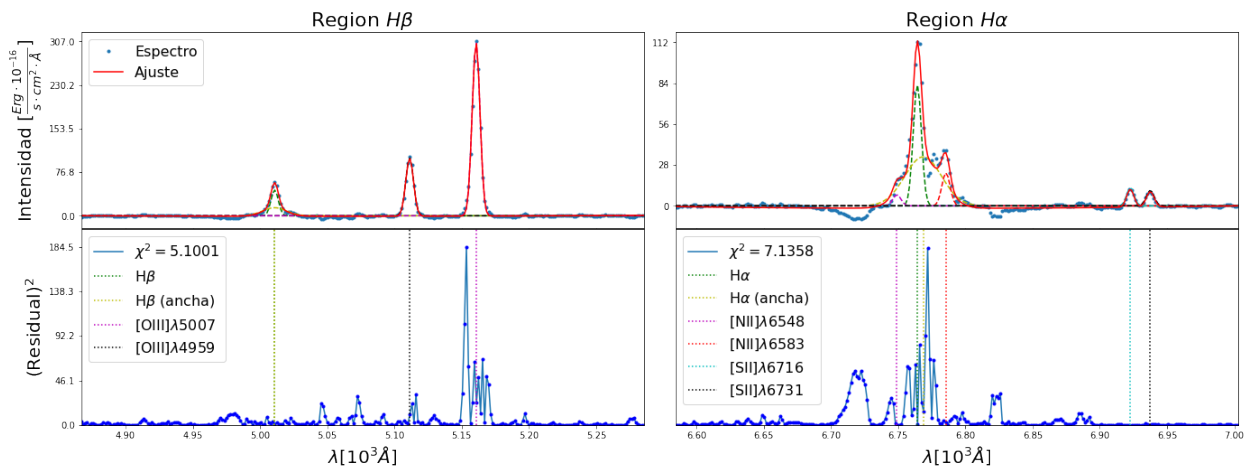 Region Hβ
Intensidad [Erg·10⁻¹⁶ / s·cm²·Å]
307.0
230.2
153.5
76.8
0.0
Espectro
Ajuste
(Residual)²
184.5
138.3
92.2
46.1
0.0
χ² = 5.1001
Hβ
Hβ (ancha)
[OIII]λ5007
[OIII]λ4959
4.90 4.95 5.00 5.05 5.10 5.15 5.20 5.25
λ[10³Å]
Region Hα
112
84
56
28
0
χ² = 7.1358
Hα
Hα (ancha)
[NII]λ6548
[NII]λ6583
[SII]λ6716
[SII]λ6731
6.60 6.65 6.70 6.75 6.80 6.85 6.90 6.95 7.00
λ[10³Å]